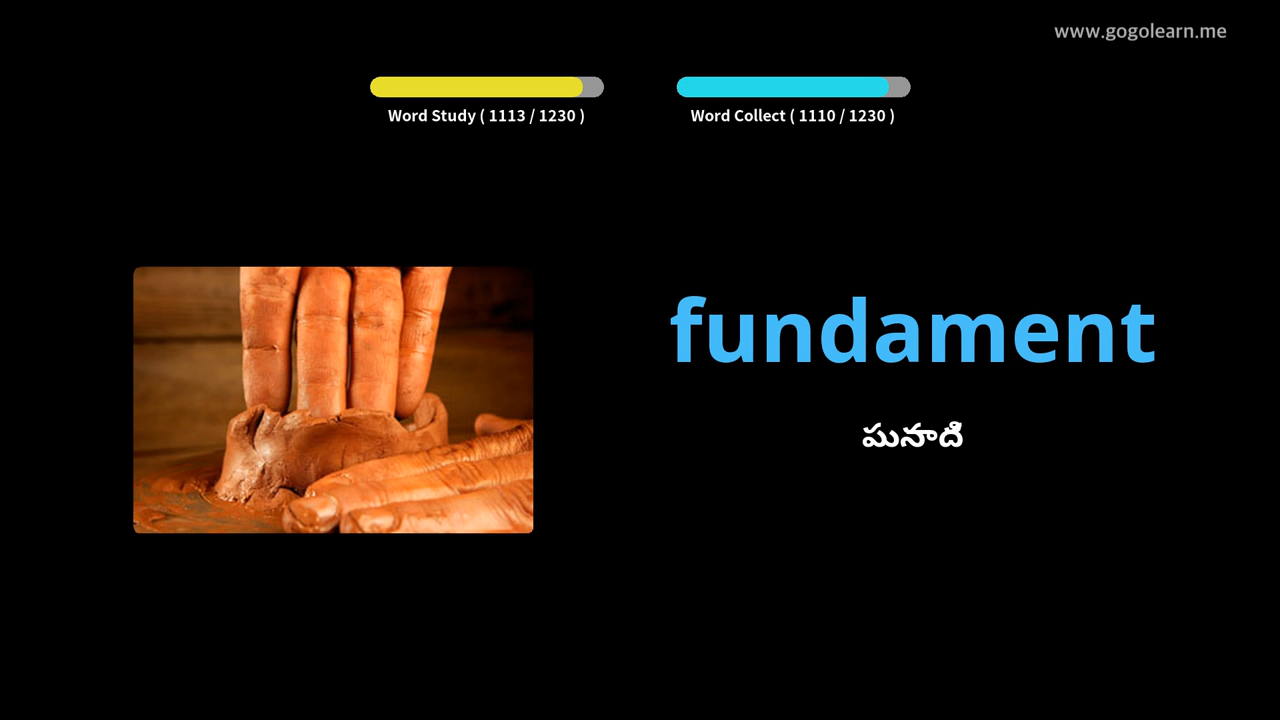 www.gogolearn.me
Word Study ( 1113 / 1230 )
Word Collect ( 1110 / 1230 )
fundament
పునాది